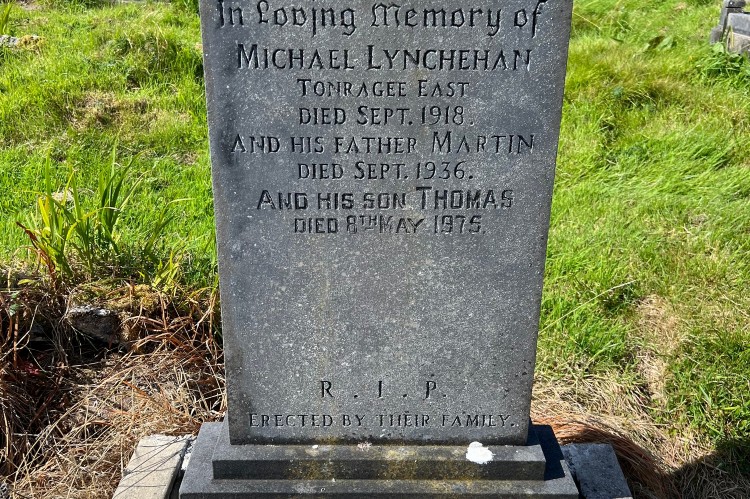 In Loving Memory of
MICHAEL LYNCHEHAN
TONRAGEE EAST
DIED SEPT. 1918.
AND HIS FATHER MARTIN
DIED SEPT. 1936.
AND HIS SON THOMAS
DIED 8TH MAY 1975.
R. I. P.
ERECTED BY THEIR FAMILY.